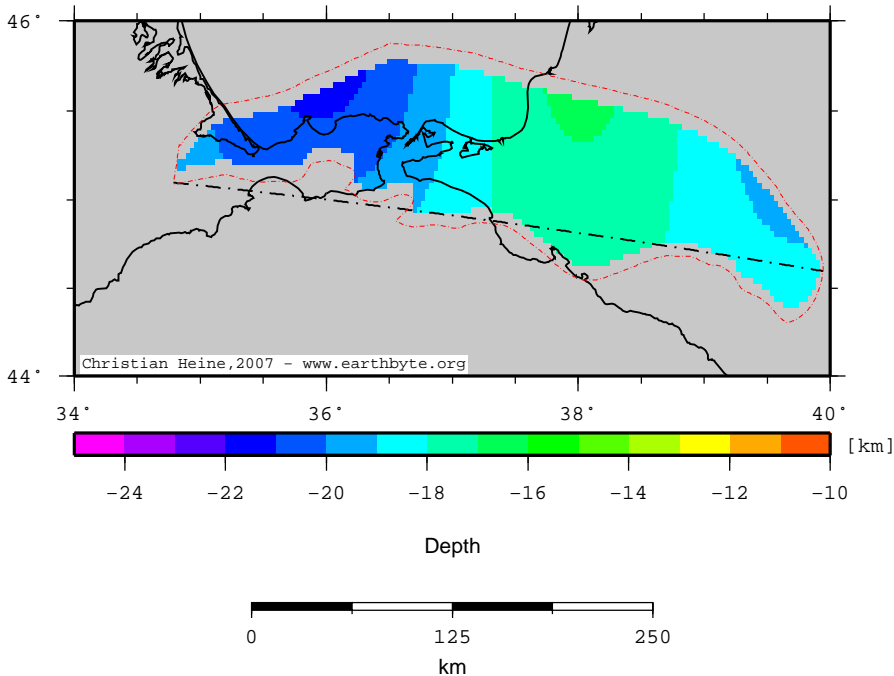 46°
44°
Christian Heine,2007 - www.earthbyte.org
34° 36° 38° 40°
[km]
-24 -22 -20 -18 -16 -14 -12 -10
Depth
0 125 250
km